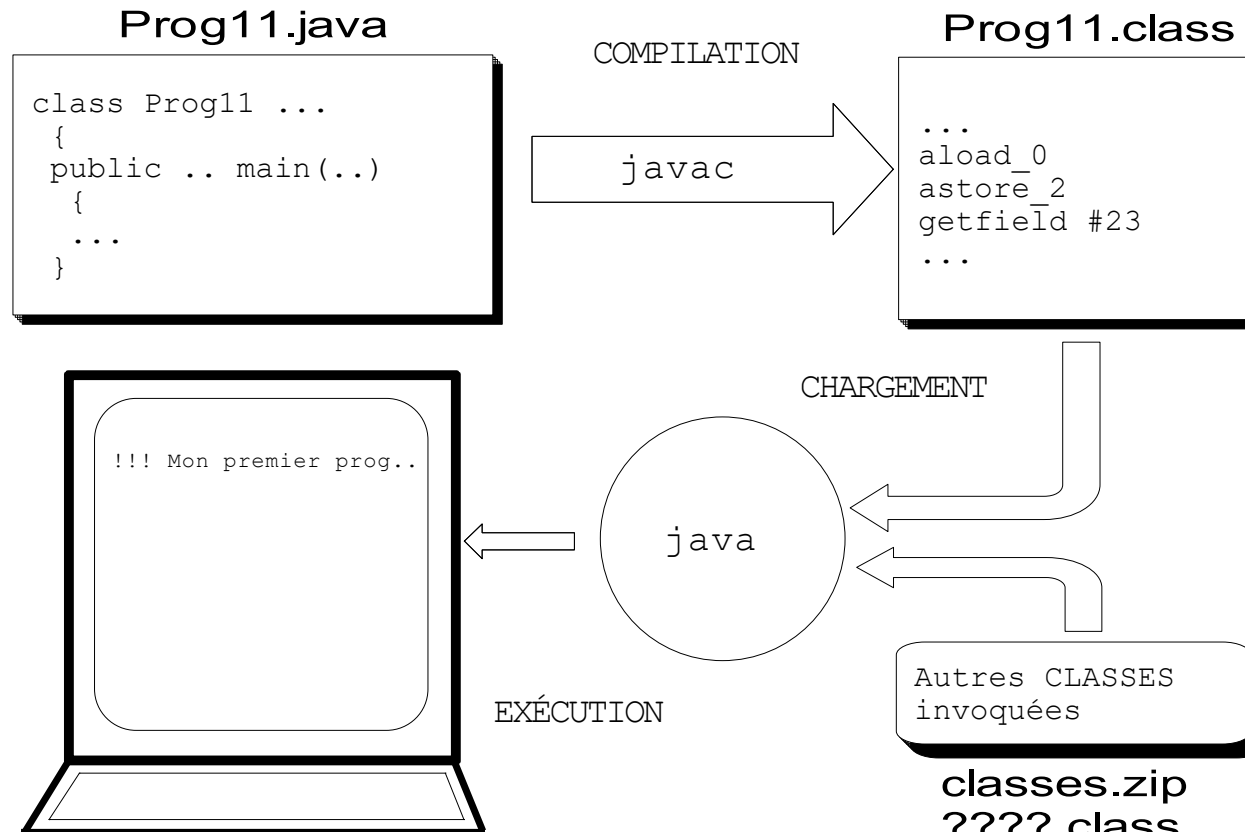 Prog11.java
class Prog11 ...
{
public .. main(..)
{
...
}
COMPILATION
javac
Prog11.class
...
aload_0
astore_2
getfield #23
...
CHARGEMENT
!!! Mon premier prog..
java
EXÉCUTION
Autres CLASSES
invoquées
classes.zip
????.class